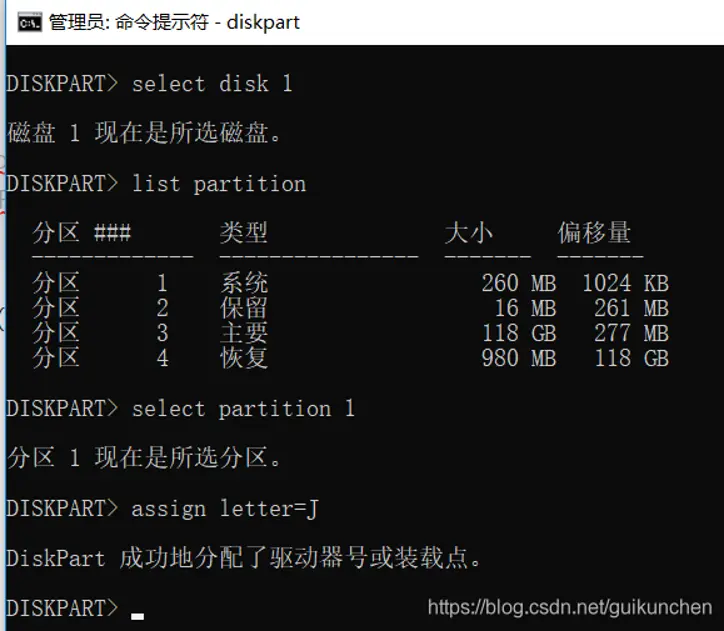 管理员: 命令提示符 - diskpart
DISKPART> select disk 1
磁盘 1 现在是所选磁盘。
DISKPART> list partition
分区 ### 类型 大小 偏移量
------------- ---------------- ------- -------
分区 1 系统 260 MB 1024 KB
分区 2 保留 16 MB 261 MB
分区 3 主要 118 GB 277 MB
分区 4 恢复 980 MB 118 GB
DISKPART> select partition 1
分区 1 现在是所选分区。
DISKPART> assign letter=J
DiskPart 成功地分配了驱动器号或装载点。
DISKPART>
https://blog.csdn.net/guikunchen